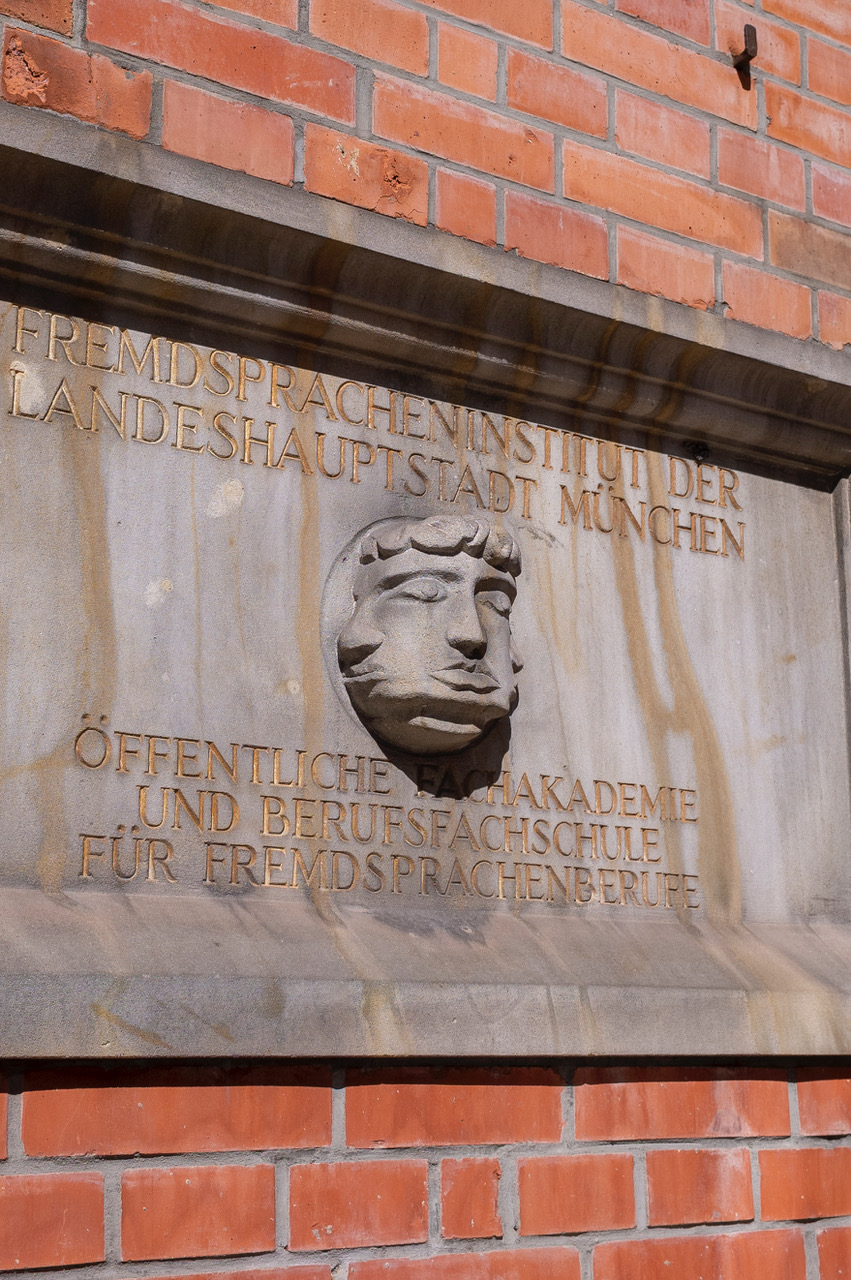 FREMDSPRACHENINSTITUT DER
LANDESHAUPTSTADT MÜNCHEN
ÖFFENTLICHE FACHAKADEMIE
UND BERUFSFACHSCHULE
FÜR FREMDSPRACHENBERUFE